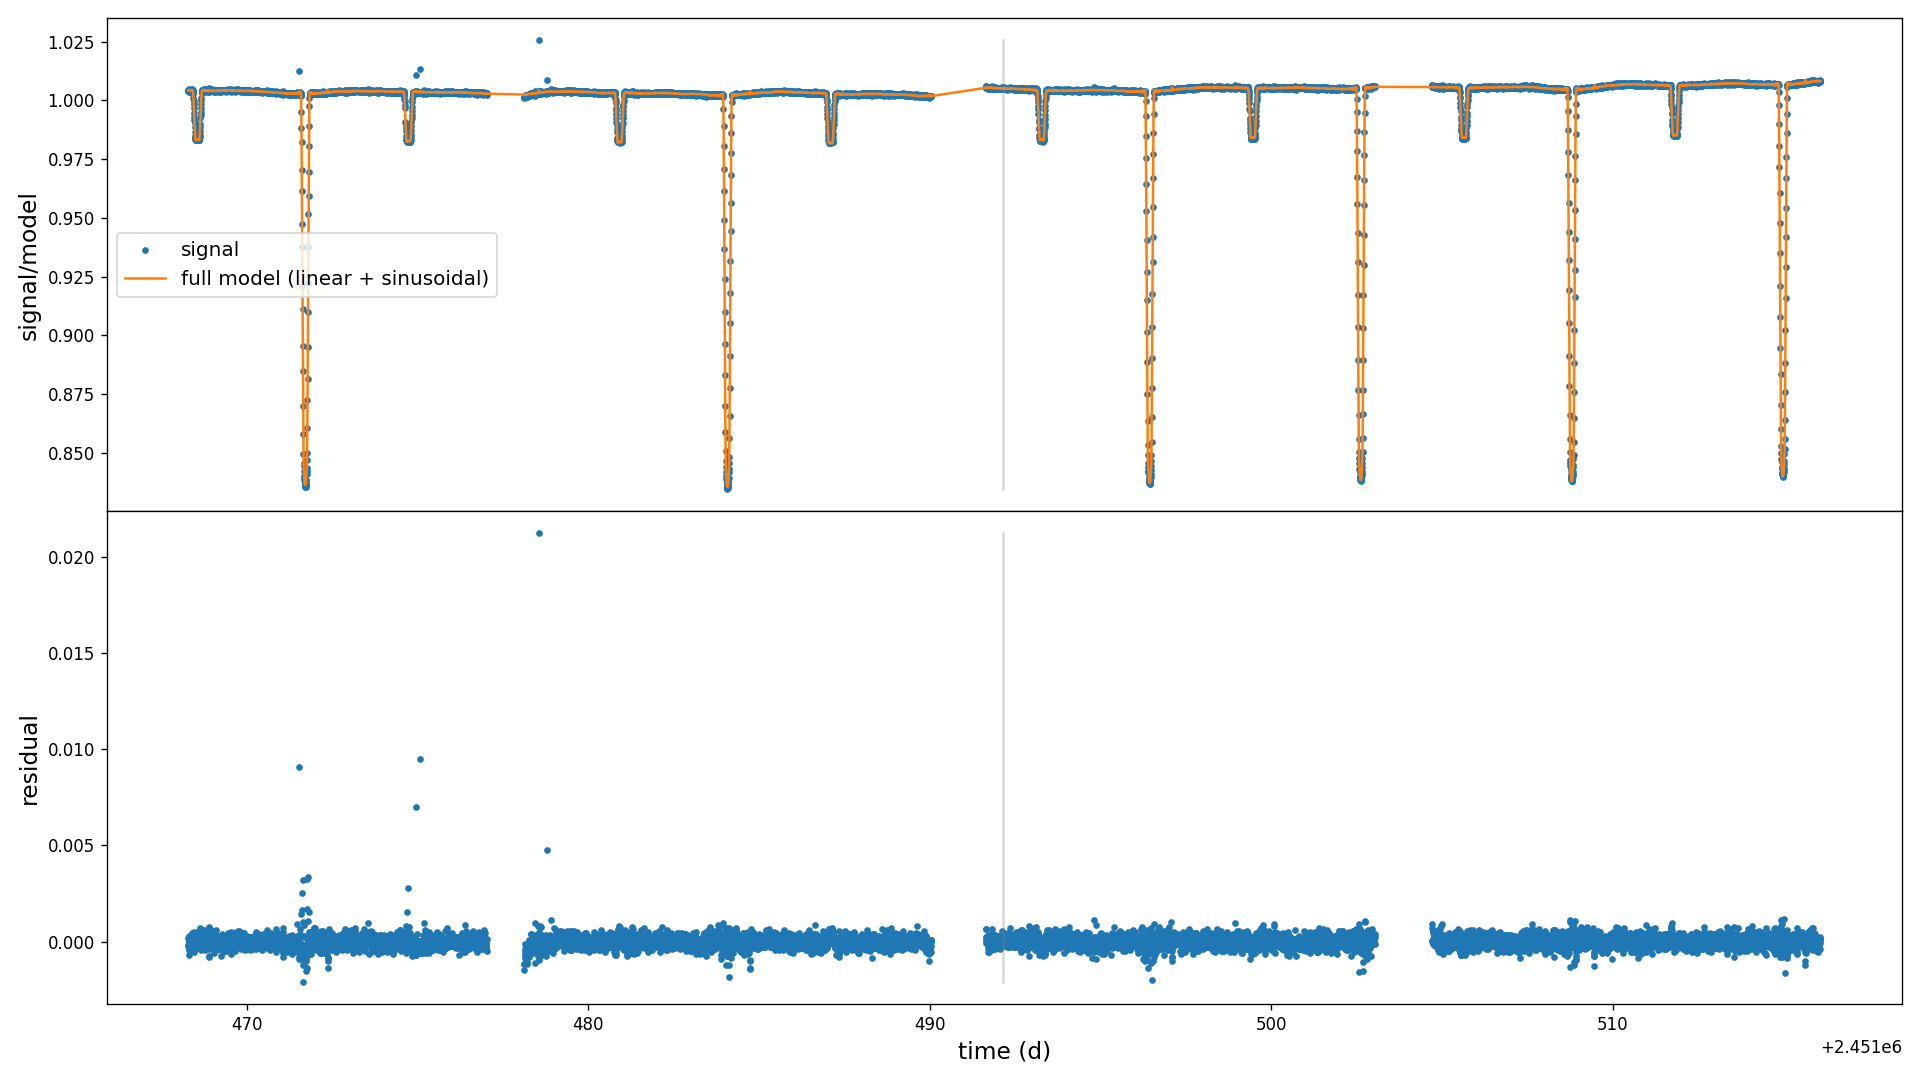 1.025
1.000
0.975
0.950
0.925
0.900
0.875
0.850
signal/model
signal
full model (linear + sinusoidal)
0.020
0.015
0.010
0.005
0.000
residual
470 480 490 500 510
time (d)
+2.451e6